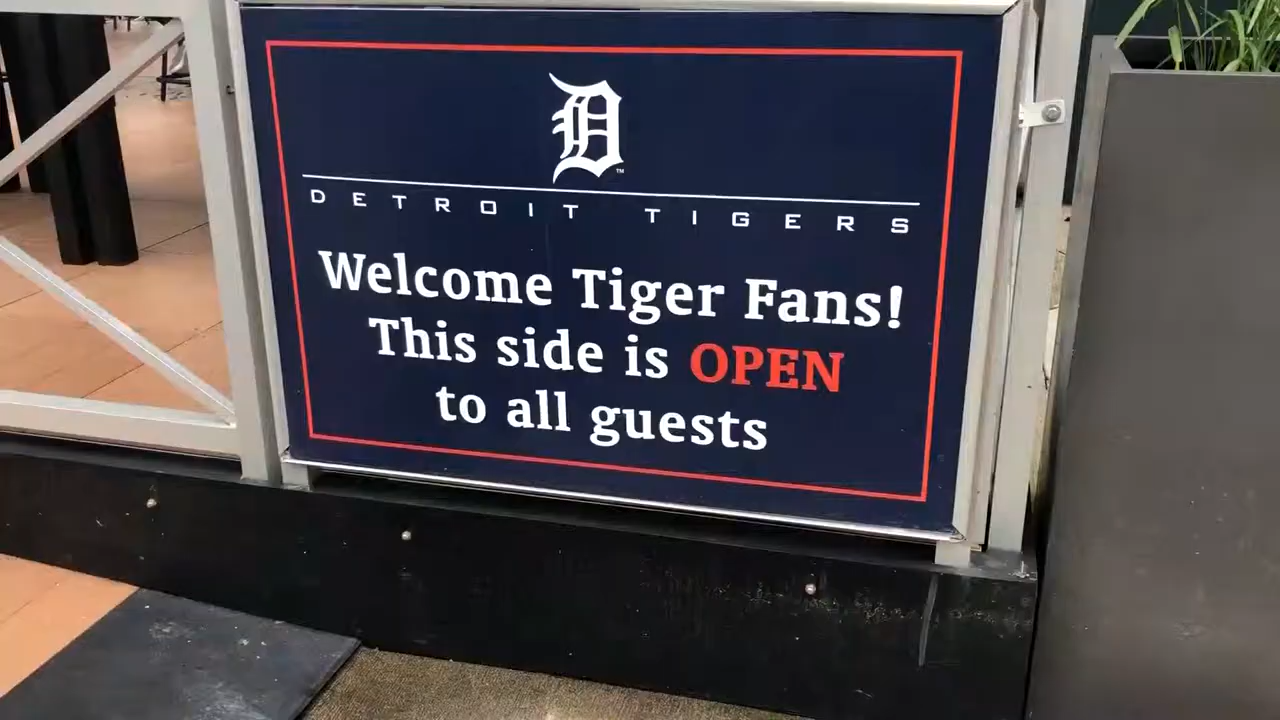 D
DETROIT TIGERS
Welcome Tiger Fans!
This side is OPEN
to all guests